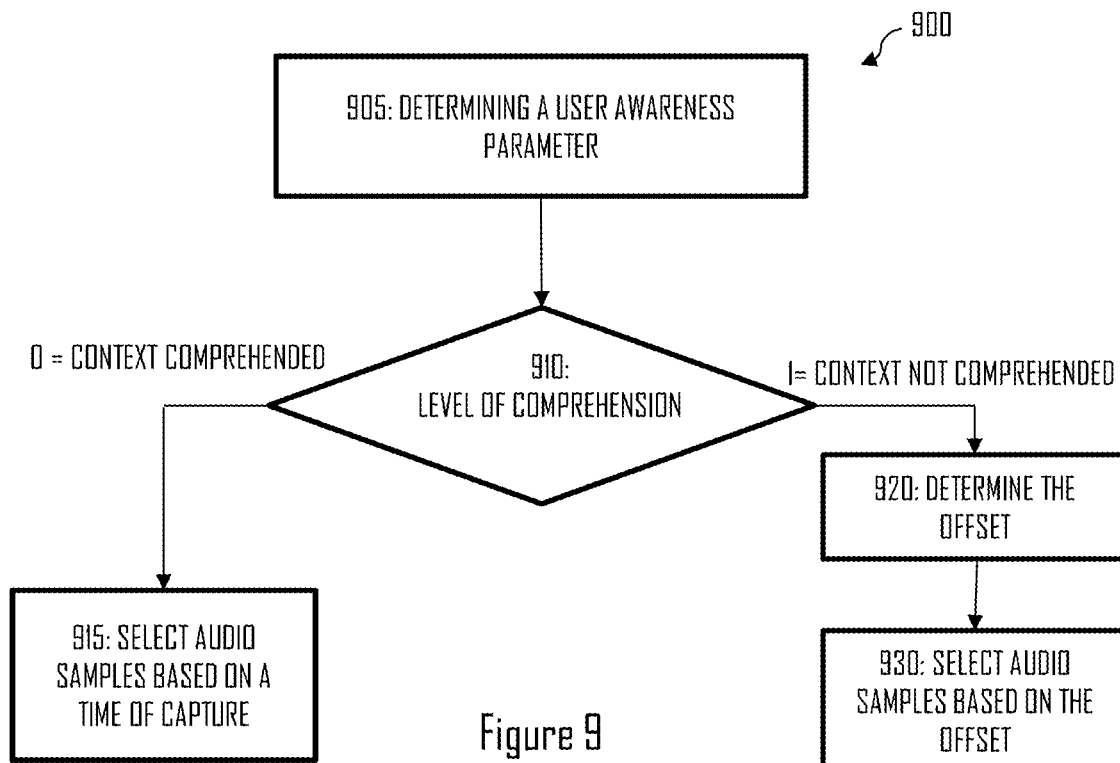 900
905: DETERMINING A USER AWARENESS
PARAMETER
0 = CONTEXT COMPREHENDED
910:
LEVEL OF COMPREHENSION
1= CONTEXT NOT COMPREHENDED
920: DETERMINE THE
OFFSET
915: SELECT AUDIO
SAMPLES BASED ON A
TIME OF CAPTURE
930: SELECT AUDIO
SAMPLES BASED ON THE
OFFSET
Figure 9